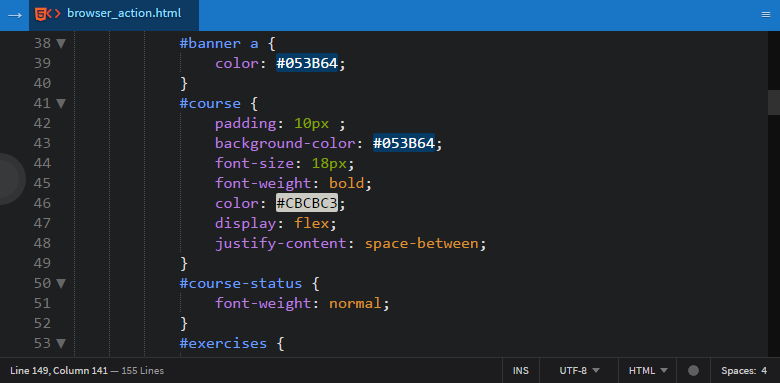 → <> browser_action.html ≡
38 ▼ #banner a {
39 color: #053B64;
40 }
41 ▼ #course {
42 padding: 10px ;
43 background-color: #053B64;
44 font-size: 18px;
45 font-weight: bold;
46 color: #CBCBC3;
47 display: flex;
48 justify-content: space-between;
49 }
50 ▼ #course-status {
51 font-weight: normal;
52 }
53 ▼ #exercises {
Line 149, Column 141 — 155 Lines INS UTF-8 ▼ HTML ▼ Spaces: 4